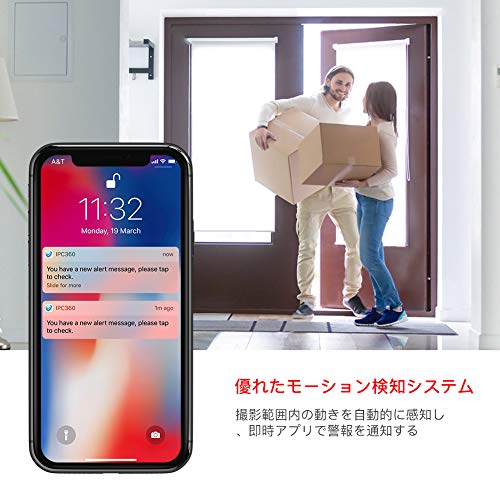 A&T
11:32
Monday, 19 March
IPC360 now
You have a new alert message, please tap
to check.
Slide for more
IPC360 1m ago
You have a new alert message, please tap
to check.
優れたモーション検知システム
撮影範囲内の動きを自動的に感知し
、即時アプリで警報を通知する